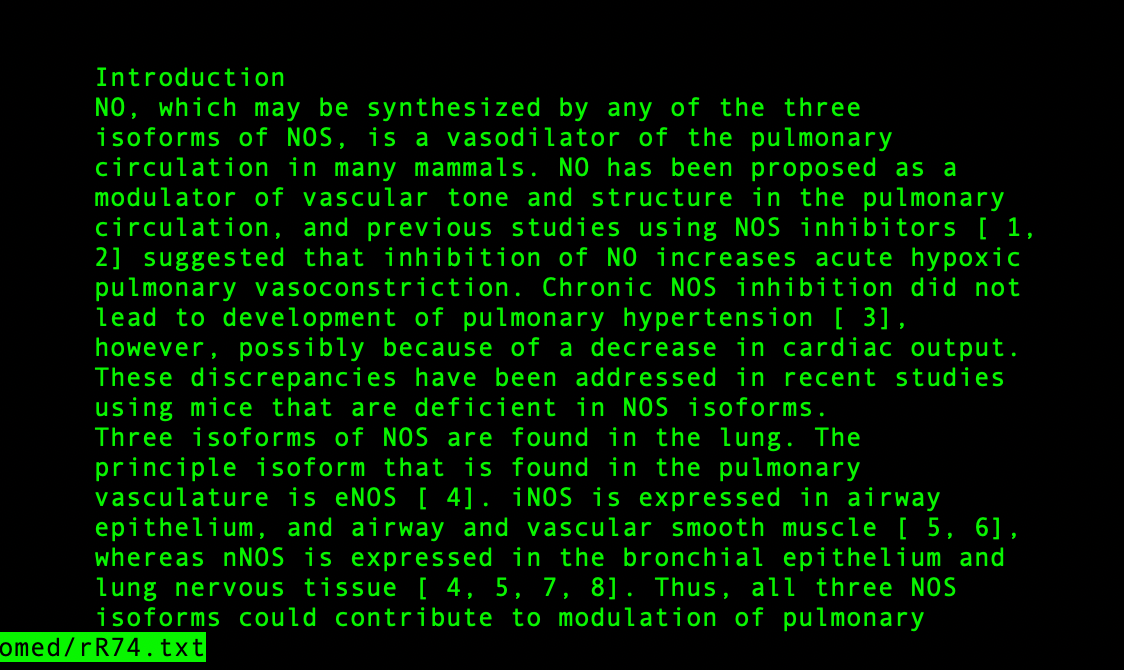 Introduction
NO, which may be synthesized by any of the three
isoforms of NOS, is a vasodilator of the pulmonary
circulation in many mammals. NO has been proposed as a
modulator of vascular tone and structure in the pulmonary
circulation, and previous studies using NOS inhibitors [ 1,
2] suggested that inhibition of NO increases acute hypoxic
pulmonary vasoconstriction. Chronic NOS inhibition did not
lead to development of pulmonary hypertension [ 3],
however, possibly because of a decrease in cardiac output.
These discrepancies have been addressed in recent studies
using mice that are deficient in NOS isoforms.
Three isoforms of NOS are found in the lung. The
principle isoform that is found in the pulmonary
vasculature is eNOS [ 4]. iNOS is expressed in airway
epithelium, and airway and vascular smooth muscle [ 5, 6],
whereas nNOS is expressed in the bronchial epithelium and
lung nervous tissue [ 4, 5, 7, 8]. Thus, all three NOS
isoforms could contribute to modulation of pulmonary
omed/rR74.txt